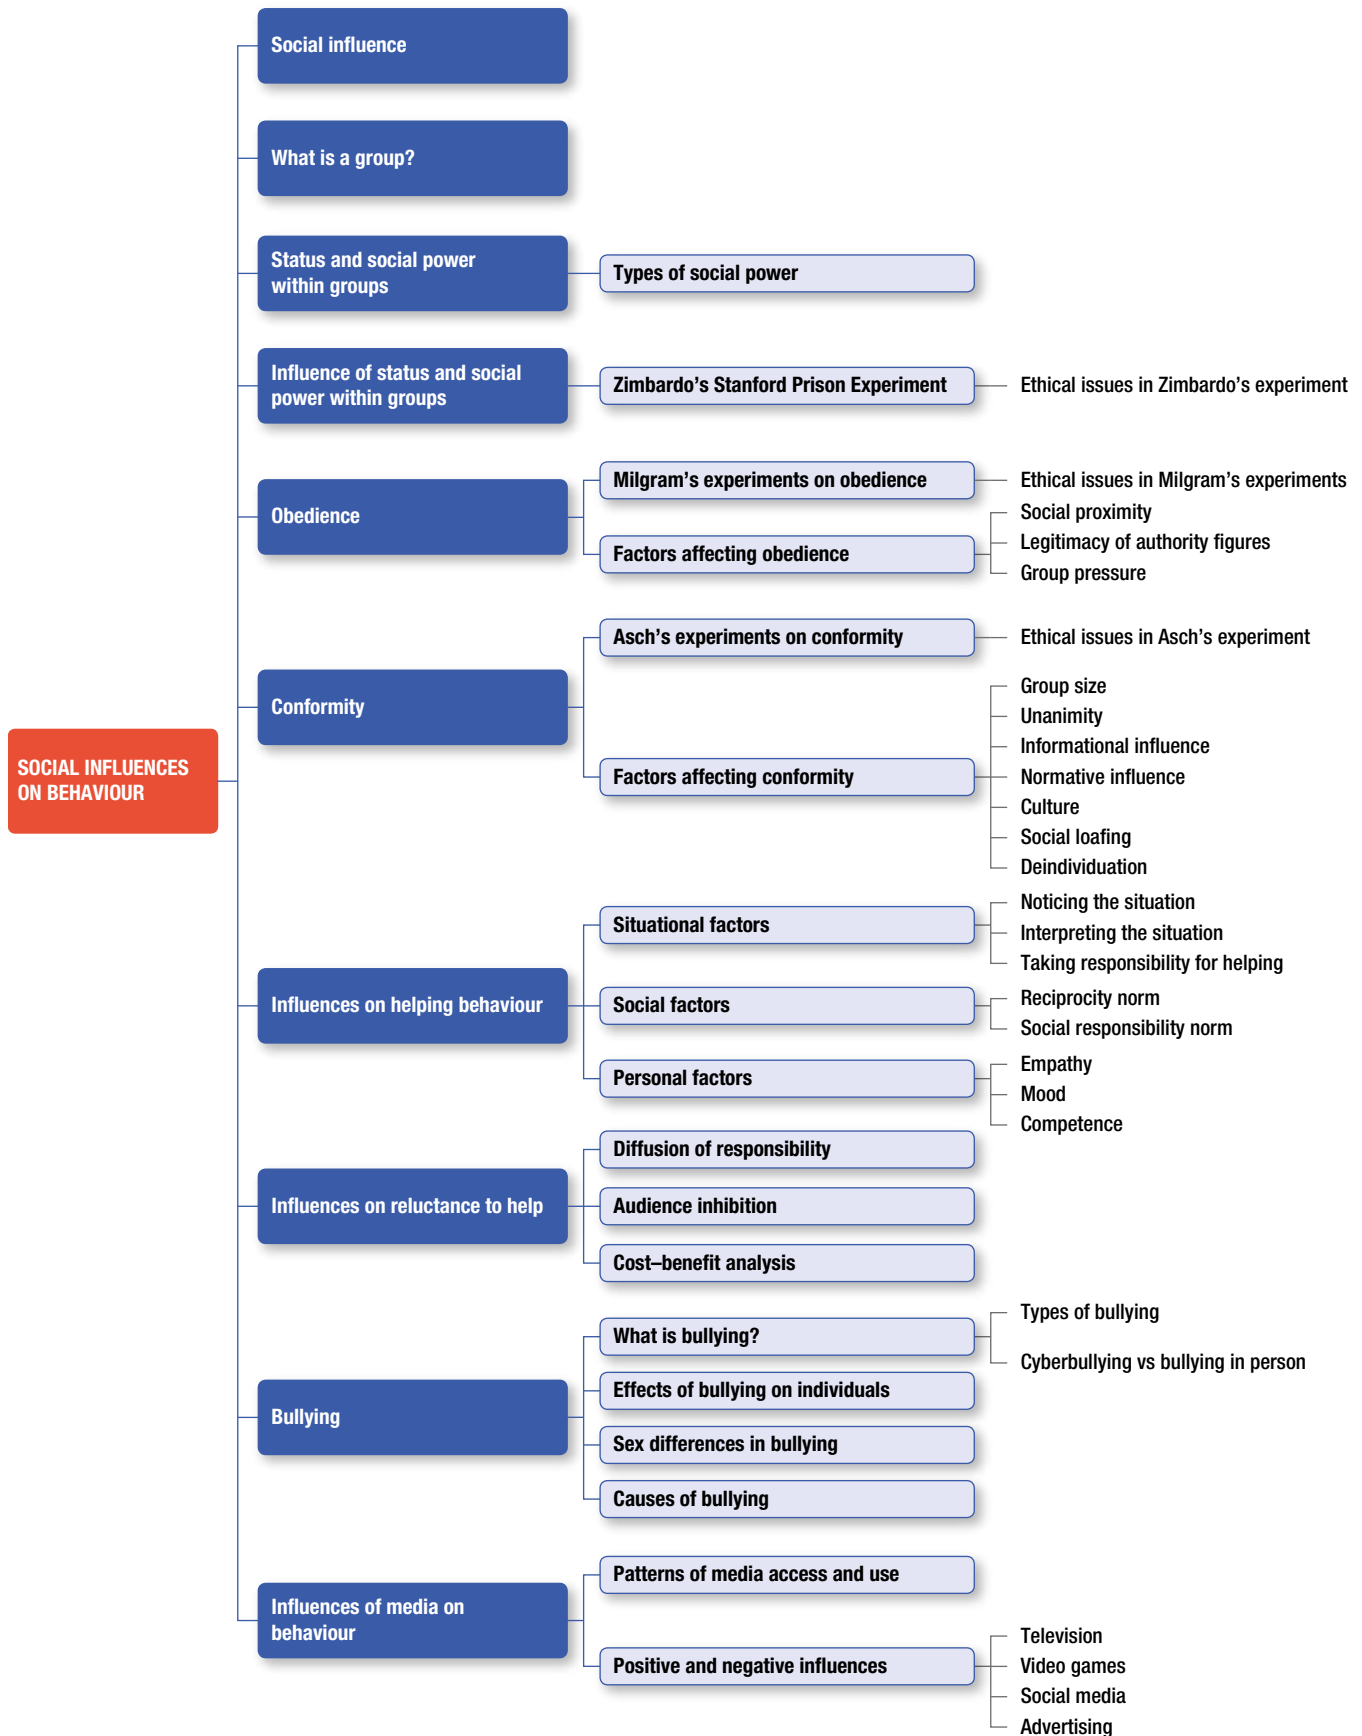 SOCIAL INFLUENCES
ON BEHAVIOUR
Social influence
What is a group?
Status and social power
within groups
Types of social power
Influence of status and social
power within groups
Zimbardo’s Stanford Prison Experiment
Ethical issues in Zimbardo’s experiment
Obedience
Milgram’s experiments on obedience
Ethical issues in Milgram’s experiments
Factors affecting obedience
Social proximity
Legitimacy of authority figures
Group pressure
Conformity
Asch’s experiments on conformity
Ethical issues in Asch’s experiment
Factors affecting conformity
Group size
Unanimity
Informational influence
Normative influence
Culture
Social loafing
Deindividuation
Influences on helping behaviour
Situational factors
Noticing the situation
Interpreting the situation
Taking responsibility for helping
Social factors
Reciprocity norm
Social responsibility norm
Personal factors
Empathy
Mood
Competence
Influences on reluctance to help
Diffusion of responsibility
Audience inhibition
Cost–benefit analysis
Bullying
What is bullying?
Types of bullying
Cyberbullying vs bullying in person
Effects of bullying on individuals
Sex differences in bullying
Causes of bullying
Influences of media on
behaviour
Patterns of media access and use
Positive and negative influences
Television
Video games
Social media
Advertising